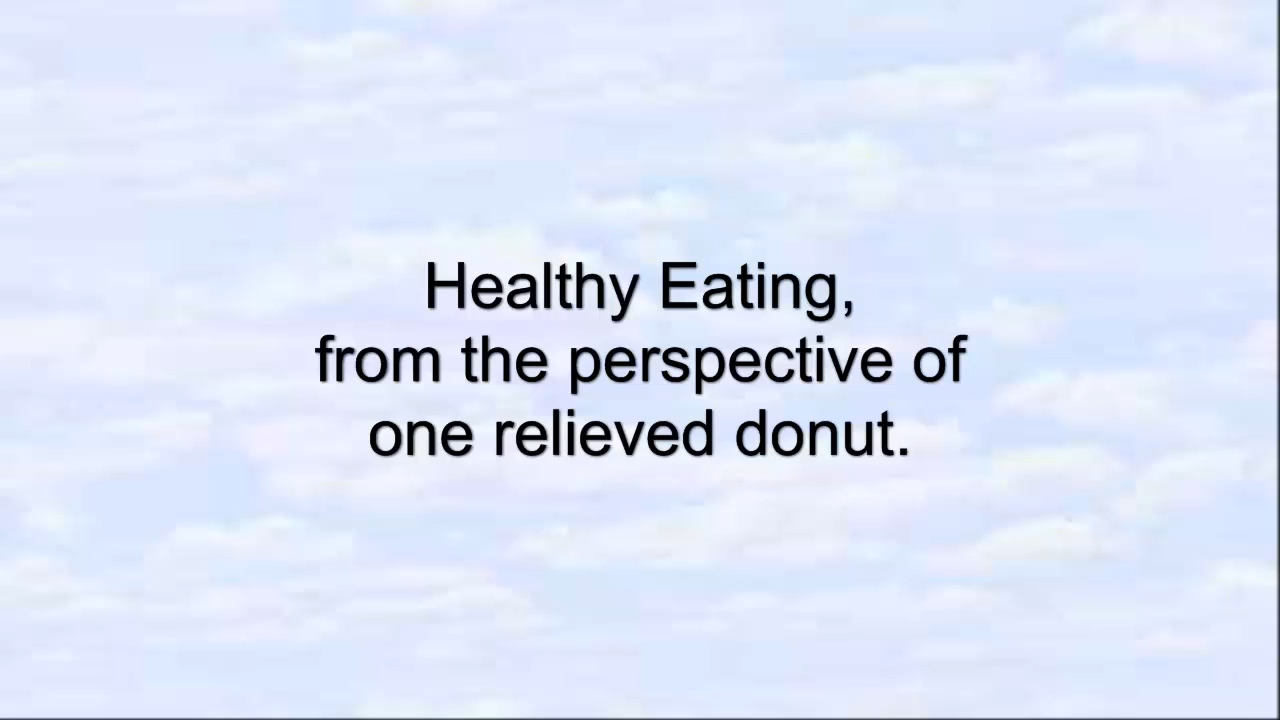 Healthy Eating,
from the perspective of
one relieved donut.